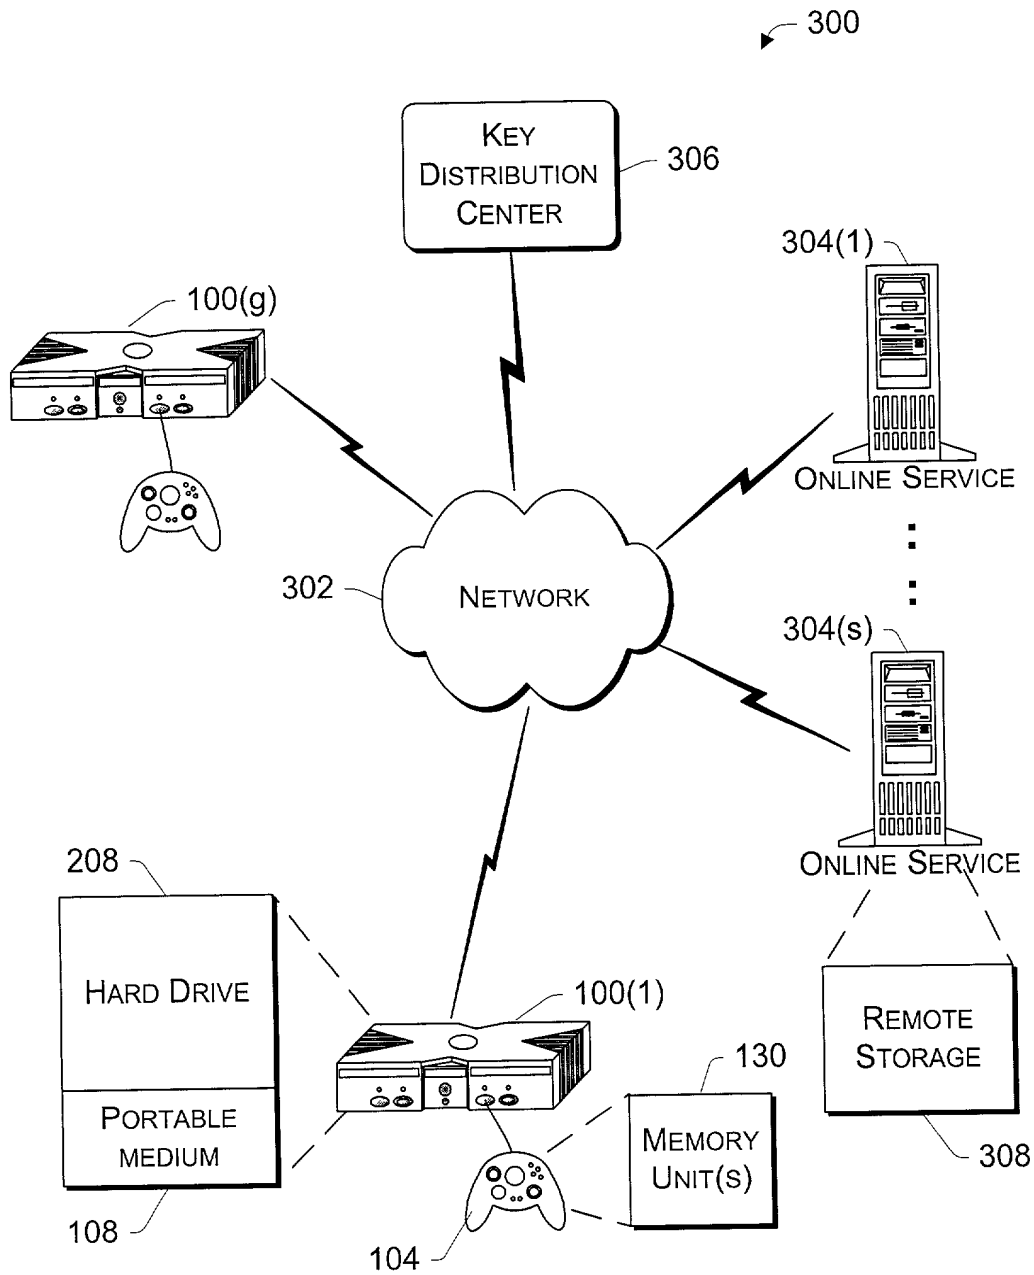 300
KEY
DISTRIBUTION
CENTER
306
304(1)
100(g)
ONLINE SERVICE
302
NETWORK
304(s)
ONLINE SERVICE
208
HARD DRIVE
100(1)
REMOTE
STORAGE
130
PORTABLE
MEDIUM
MEMORY
UNIT(S)
308
108
104